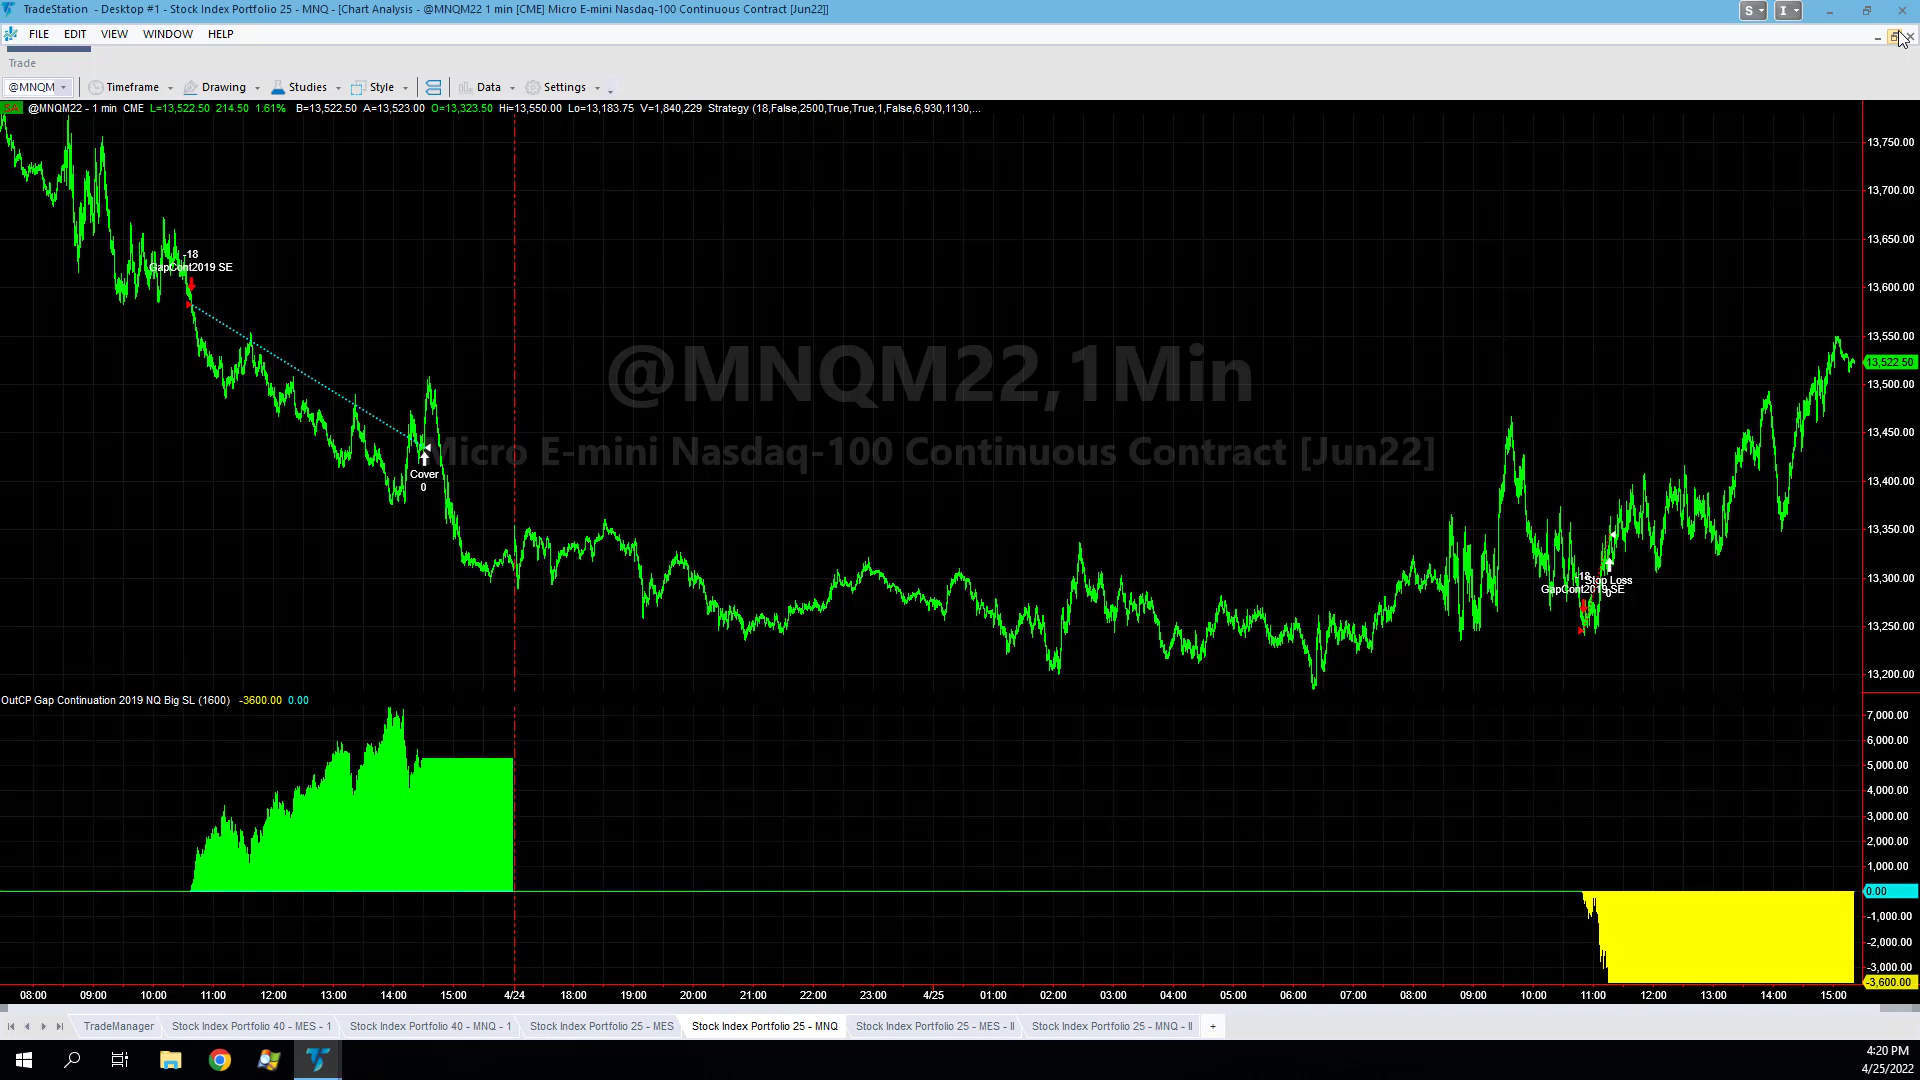 TradeStation - Desktop #1 - Stock Index Portfolio 25 - MNQ - [Chart Analysis - @MNQM22 1 min [CME] Micro E-mini Nasdaq-100 Continuous Contract [Jun22]]
S I
FILE EDIT VIEW WINDOW HELP
Trade
@MNQM Timeframe Drawing Studies Style Data Settings
SA @MNQM22 - 1 min CME L=13,522.50 214.50 1.61% B=13,522.50 A=13,523.00 O=13,323.50 Hi=13,550.00 Lo=13,183.75 V=1,840,229 Strategy (18,False,2500,True,True,1,False,6,930,1130,...
13,750.00
13,700.00
13,650.00
-18
GapCont2019 SE
13,600.00
13,550.00
@MNQM22,1Min
13,522.50
13,500.00
13,450.00
Micro E-mini Nasdaq-100 Continuous Contract [Jun22]
Cover
0
13,400.00
13,350.00
13,300.00
-18
Stop Loss
GapCont2019 SE
0
13,250.00
13,200.00
OutCP Gap Continuation 2019 NQ Big SL (1600) -3600.00 0.00
7,000.00
6,000.00
5,000.00
4,000.00
3,000.00
2,000.00
1,000.00
0.00
-1,000.00
-2,000.00
-3,000.00
-3,600.00
08:00 09:00 10:00 11:00 12:00 13:00 14:00 15:00 4/24 18:00 19:00 20:00 21:00 22:00 23:00 4/25 01:00 02:00 03:00 04:00 05:00 06:00 07:00 08:00 09:00 10:00 11:00 12:00 13:00 14:00 15:00
TradeManager Stock Index Portfolio 40 - MES - 1 Stock Index Portfolio 40 - MNQ - 1 Stock Index Portfolio 25 - MES Stock Index Portfolio 25 - MNQ Stock Index Portfolio 25 - MES - II Stock Index Portfolio 25 - MNQ - II +
4:20 PM
4/25/2022